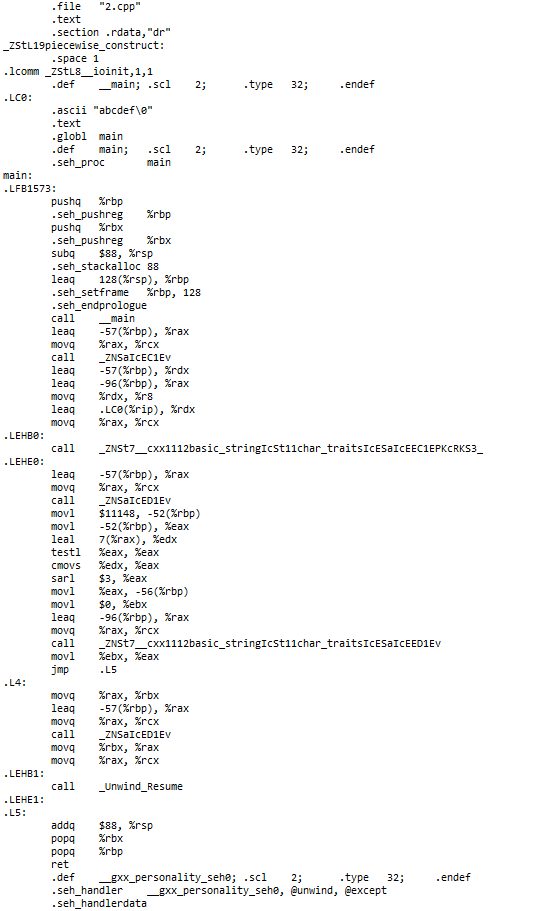 .file "2.cpp"
.text
.section .rdata,"dr"
_ZStL19piecewise_construct:
.space 1
.lcomm _ZStL8__ioinit,1,1
.def __main; .scl 2; .type 32; .endef
.LC0:
.ascii "abcdef\0"
.text
.globl main
.def main; .scl 2; .type 32; .endef
.seh_proc main
main:
.LFB1573:
pushq %rbp
.seh_pushreg %rbp
pushq %rbx
.seh_pushreg %rbx
subq $88, %rsp
.seh_stackalloc 88
leaq 128(%rsp), %rbp
.seh_setframe %rbp, 128
.seh_endprologue
call __main
leaq -57(%rbp), %rax
movq %rax, %rcx
call _ZNSaIcEC1Ev
leaq -57(%rbp), %rdx
leaq -96(%rbp), %rax
movq %rdx, %r8
leaq .LC0(%rip), %rdx
movq %rax, %rcx
.LEHB0:
call _ZNSt7__cxx1112basic_stringIcSt11char_traitsIcESaIcEEC1EPKcRKS3_
.LEHE0:
leaq -57(%rbp), %rax
movq %rax, %rcx
call _ZNSaIcED1Ev
movl $11148, -52(%rbp)
movl -52(%rbp), %eax
leal 7(%rax), %edx
testl %eax, %eax
cmovs %edx, %eax
sarl $3, %eax
movl %eax, -56(%rbp)
movl $0, %ebx
leaq -96(%rbp), %rax
movq %rax, %rcx
call _ZNSt7__cxx1112basic_stringIcSt11char_traitsIcESaIcEED1Ev
movl %ebx, %eax
jmp .L5
.L4:
movq %rax, %rbx
leaq -57(%rbp), %rax
movq %rax, %rcx
call _ZNSaIcED1Ev
movq %rbx, %rax
movq %rax, %rcx
.LEHB1:
call _Unwind_Resume
.LEHE1:
.L5:
addq $88, %rsp
popq %rbx
popq %rbp
ret
.def __gxx_personality_seh0; .scl 2; .type 32; .endef
.seh_handler __gxx_personality_seh0, @unwind, @except
.seh_handlerdata